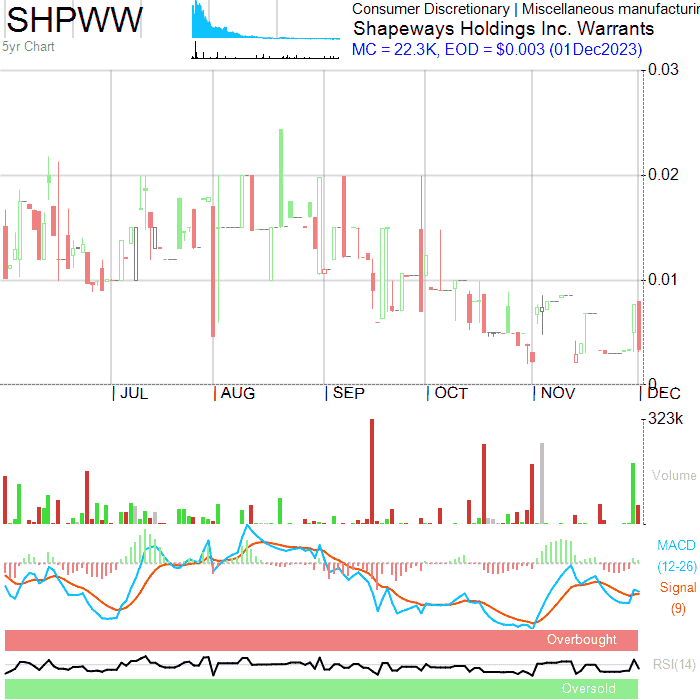 SHPWW
5yr Chart
Consumer Discretionary | Miscellaneous manufacturin
Shapeways Holdings Inc. Warrants
MC = 22.3K, EOD = $0.003 (01Dec2023)
0.03
0.02
0.01
0
JUL AUG SEP OCT NOV DEC
323k
Volume
MACD
(12-26)
Signal
(9)
Overbought
RSI(14)
Oversold